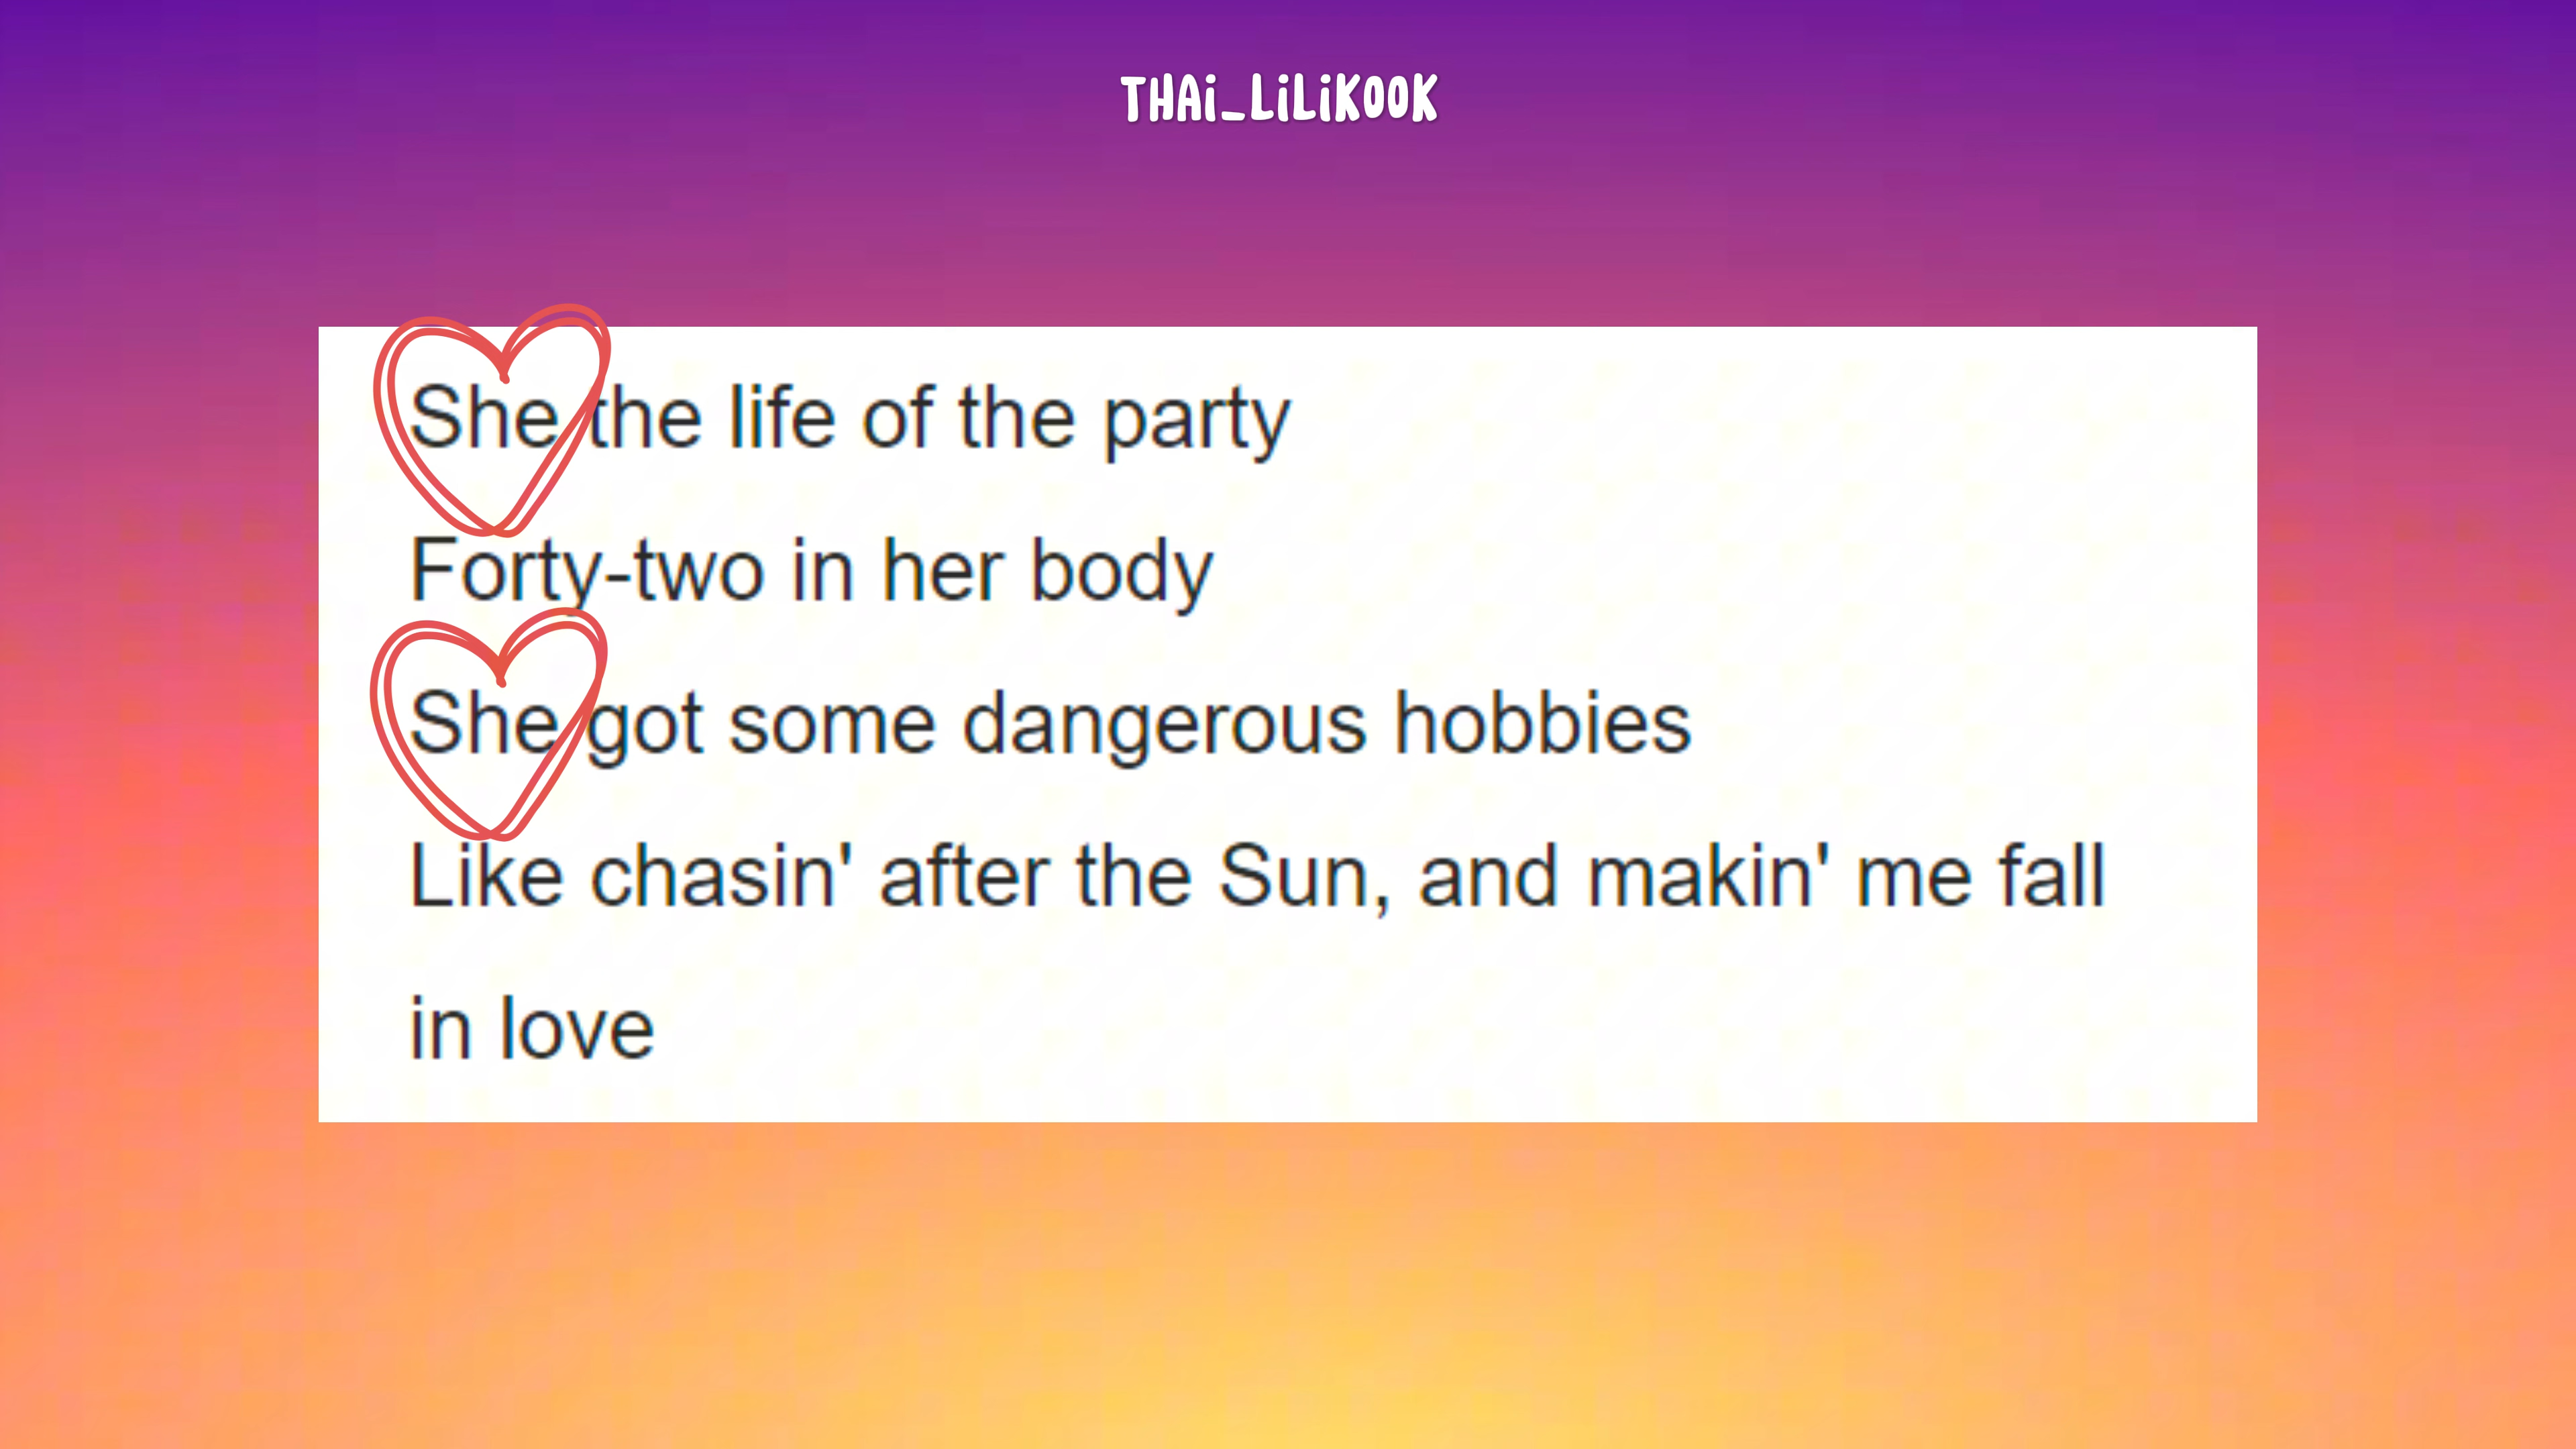 THAi_LiLiKOOK
She the life of the party
Forty-two in her body
She got some dangerous hobbies
Like chasin' after the Sun, and makin' me fall
in love